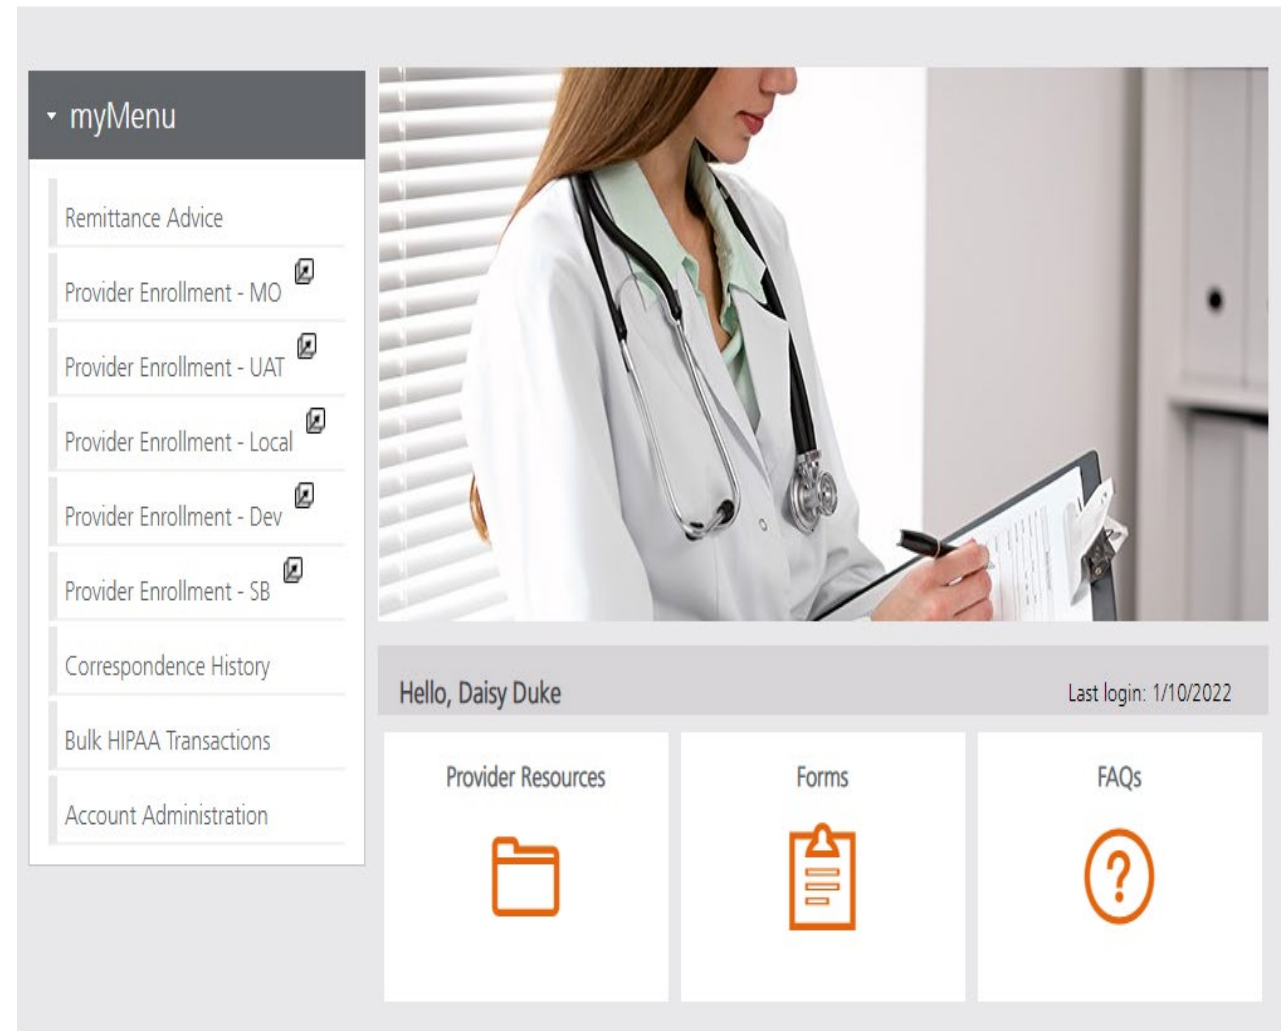 myMenu
Remittance Advice
Provider Enrollment - MO
Provider Enrollment - UAT
Provider Enrollment - Local
Provider Enrollment - Dev
Provider Enrollment - SB
Correspondence History
Bulk HIPAA Transactions
Account Administration
Hello, Daisy Duke
Last login: 1/10/2022
Provider Resources
Forms
FAQs
?